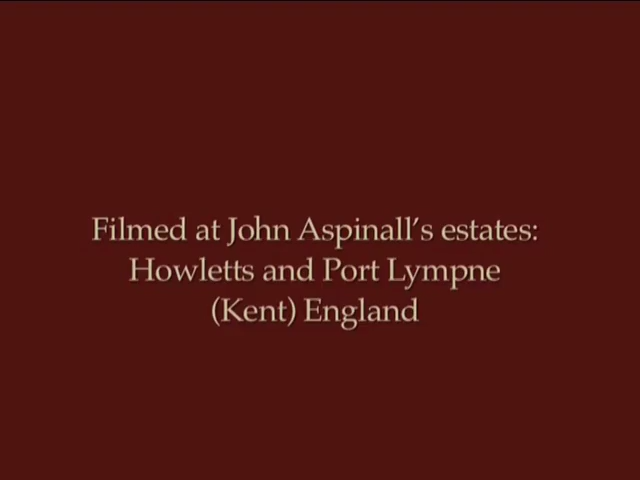 Filmed at John Aspinall's estates:
Howletts and Port Lympne
(Kent) England